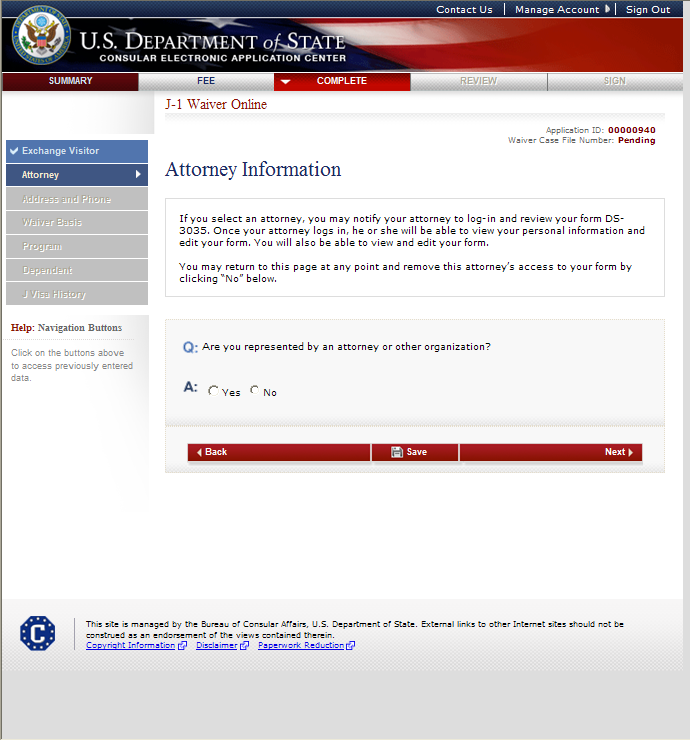 Contact Us | Manage Account | Sign Out
U.S. DEPARTMENT of STATE
CONSULAR ELECTRONIC APPLICATION CENTER
SUMMARY FEE COMPLETE REVIEW SIGN
J-1 Waiver Online
Application ID: 00000940
Waiver Case File Number: Pending
Exchange Visitor
Attorney
Address and Phone
Waiver Basis
Program
Dependent
J Visa History
Help: Navigation Buttons
Click on the buttons above
to access previously entered
data.
Attorney Information
If you select an attorney, you may notify your attorney to log-in and review your form DS-
3035. Once your attorney logs in, he or she will be able to view your personal information and
edit your form. You will also be able to view and edit your form.
You may return to this page at any point and remove this attorney's access to your form by
clicking "No" below.
Q: Are you represented by an attorney or other organization?
A: Yes No
Back Save Next
C
This site is managed by the Bureau of Consular Affairs, U.S. Department of State. External links to other Internet sites should not be
construed as an endorsement of the views contained therein.
Copyright Information Disclaimer Paperwork Reduction